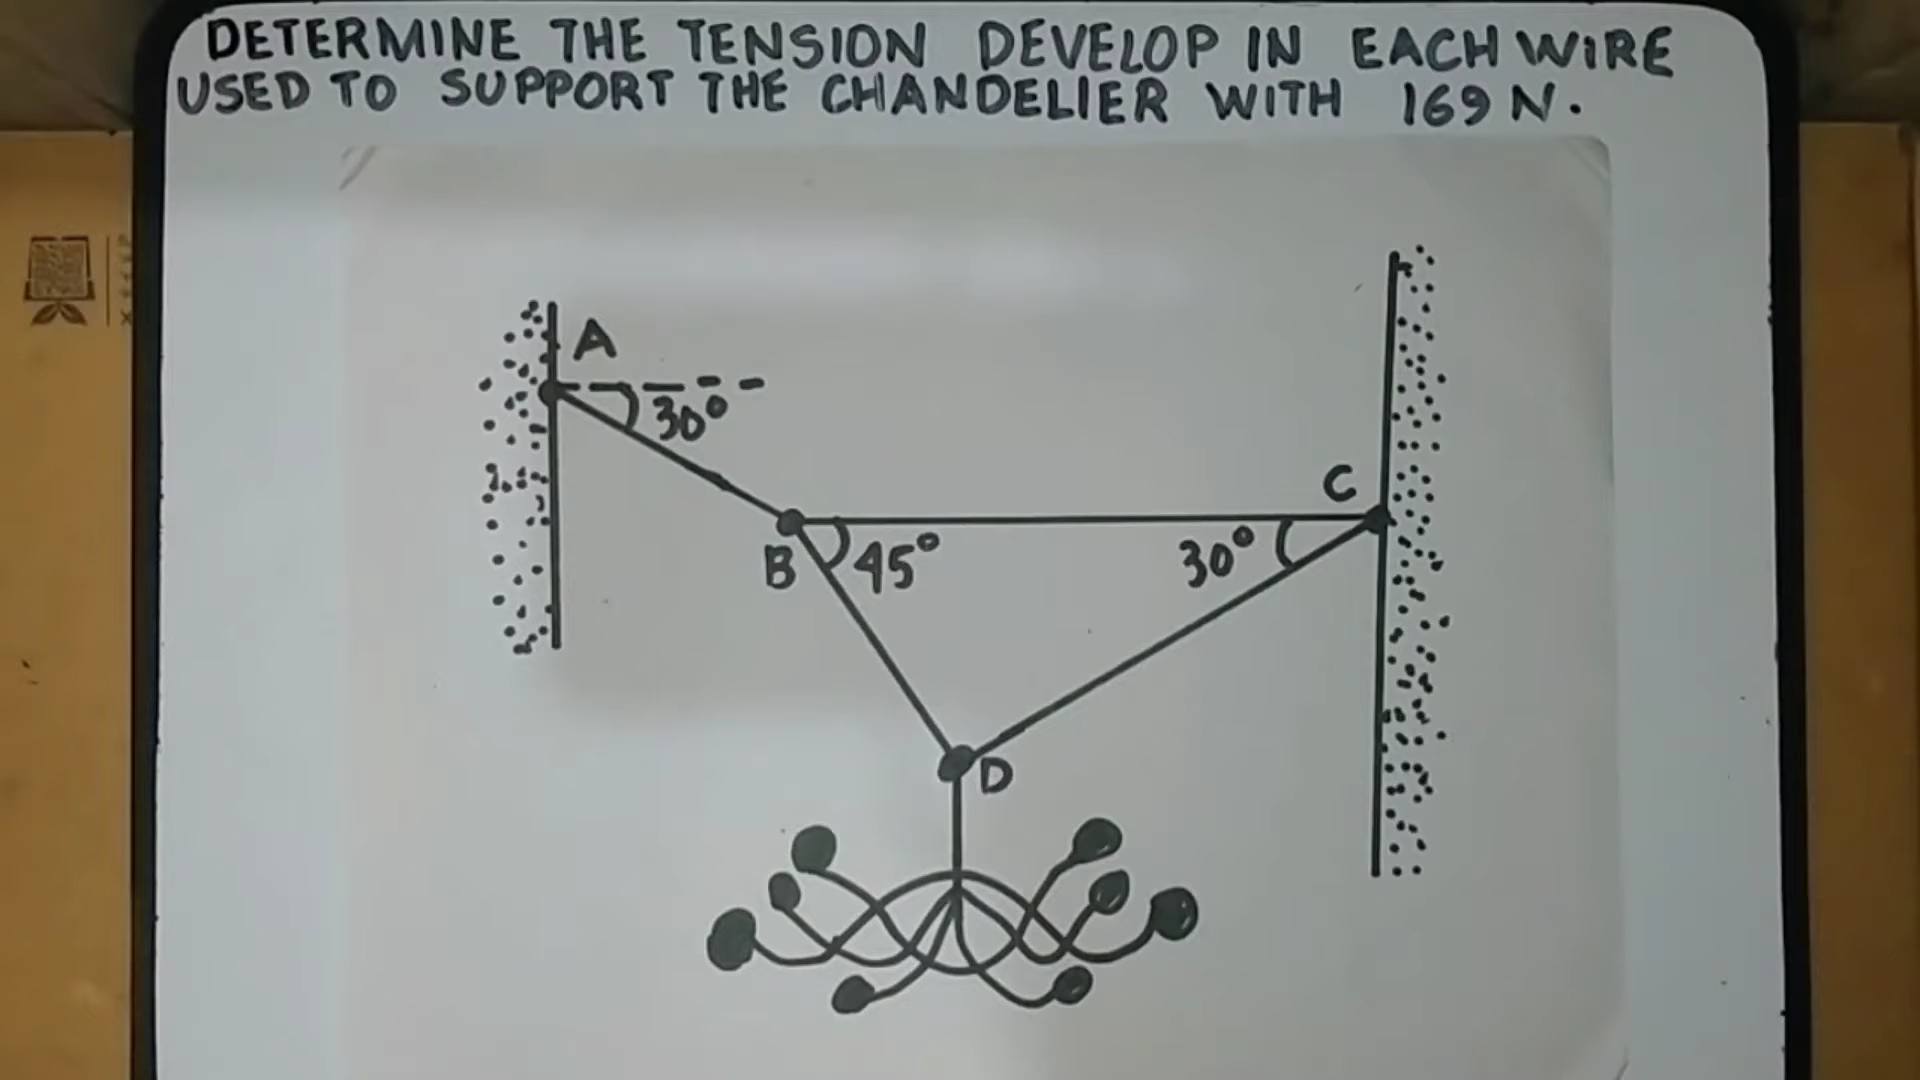 DETERMINE THE TENSION DEVELOP IN EACH WIRE
USED TO SUPPORT THE CHANDELIER WITH 169 N.
A
30°
C
B
45°
30°
D